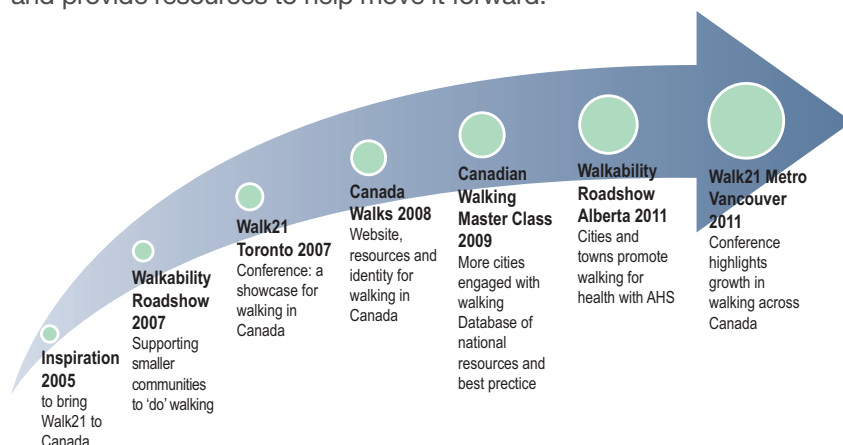 and provide resources to help move it forward.
Inspiration
2005
to bring
Walk21 to
Canada
Walkability
Roadshow
2007
Supporting
smaller
communities
to ‘do’ walking
Walk21
Toronto 2007
Conference: a
showcase for
walking in
Canada
Canada
Walks 2008
Website,
resources and
identity for
walking in
Canada
Canadian
Walking
Master Class
2009
More cities
engaged with
walking
Database of
national
resources and
best prectice
Walkability
Roadshow
Alberta 2011
Cities and
towns promote
walking for
health with AHS
Walk21 Metro
Vancouver
2011
Conference
highlights
growth in
walking across
Canada